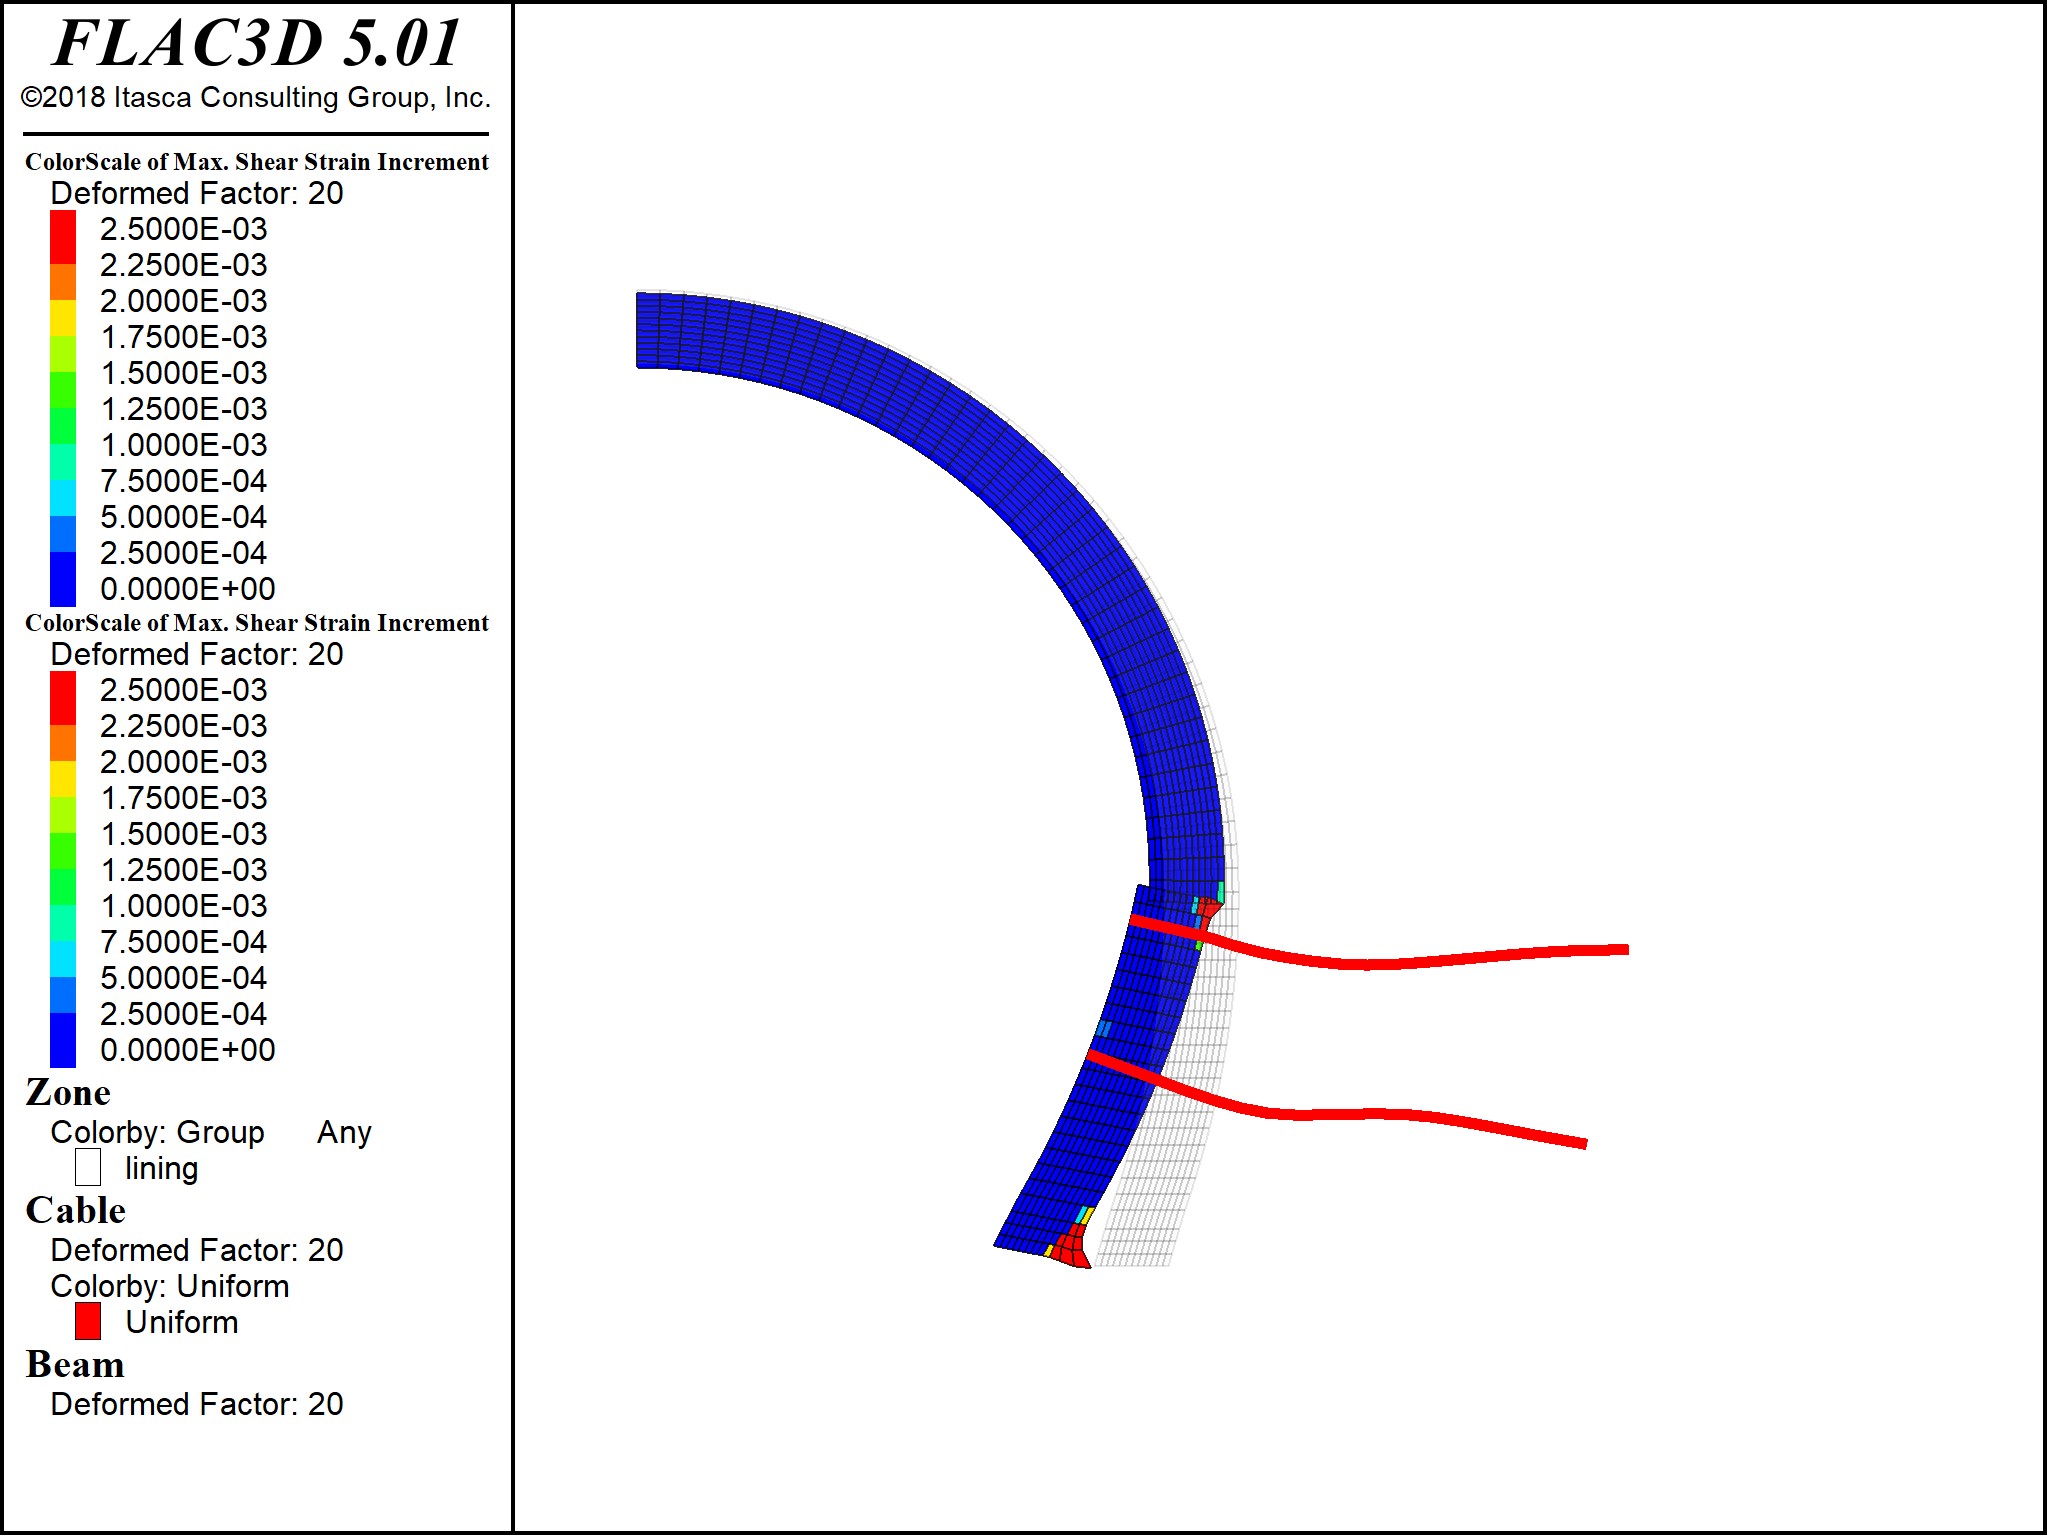 FLAC3D 5.01
©2018 Itasca Consulting Group, Inc.
ColorScale of Max. Shear Strain Increment
Deformed Factor: 20
2.5000E-03
2.2500E-03
2.0000E-03
1.7500E-03
1.5000E-03
1.2500E-03
1.0000E-03
7.5000E-04
5.0000E-04
2.5000E-04
0.0000E+00
ColorScale of Max. Shear Strain Increment
Deformed Factor: 20
2.5000E-03
2.2500E-03
2.0000E-03
1.7500E-03
1.5000E-03
1.2500E-03
1.0000E-03
7.5000E-04
5.0000E-04
2.5000E-04
0.0000E+00
Zone
Colorby: Group Any
lining
Cable
Deformed Factor: 20
Colorby: Uniform
Uniform
Beam
Deformed Factor: 20